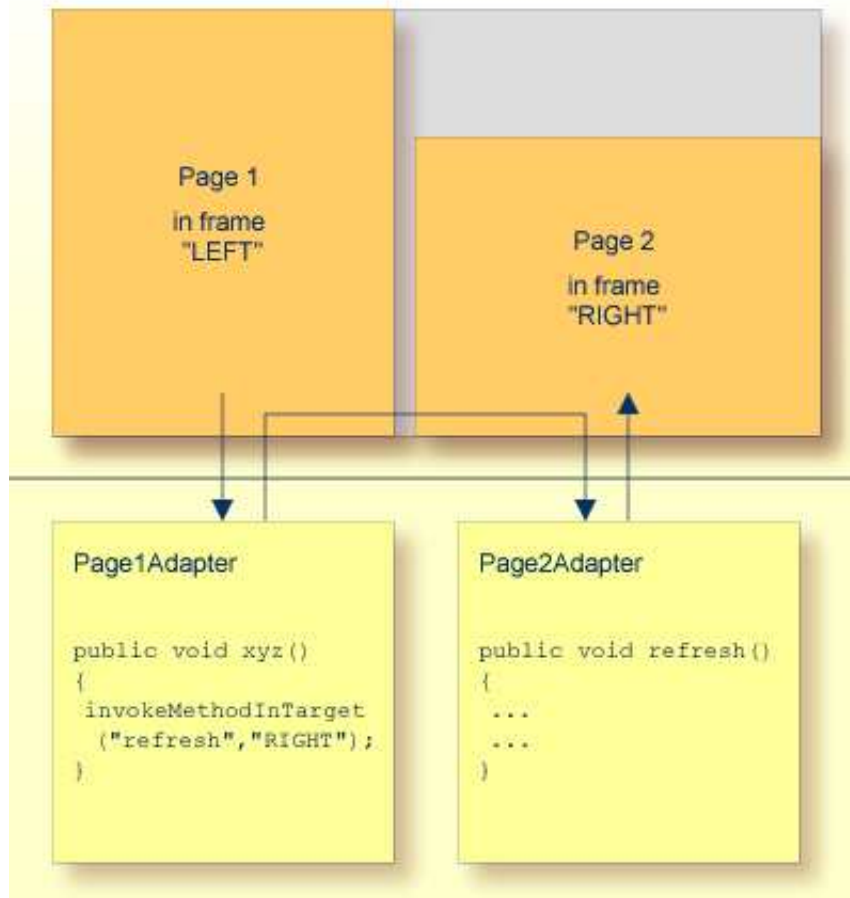 Page 1
in frame
"LEFT"
Page 2
in frame
"RIGHT"
Page1Adapter
public void xyz()
{
invokeMethodInTarget
("refresh","RIGHT");
}
Page2Adapter
public void refresh()
{
...
...
}